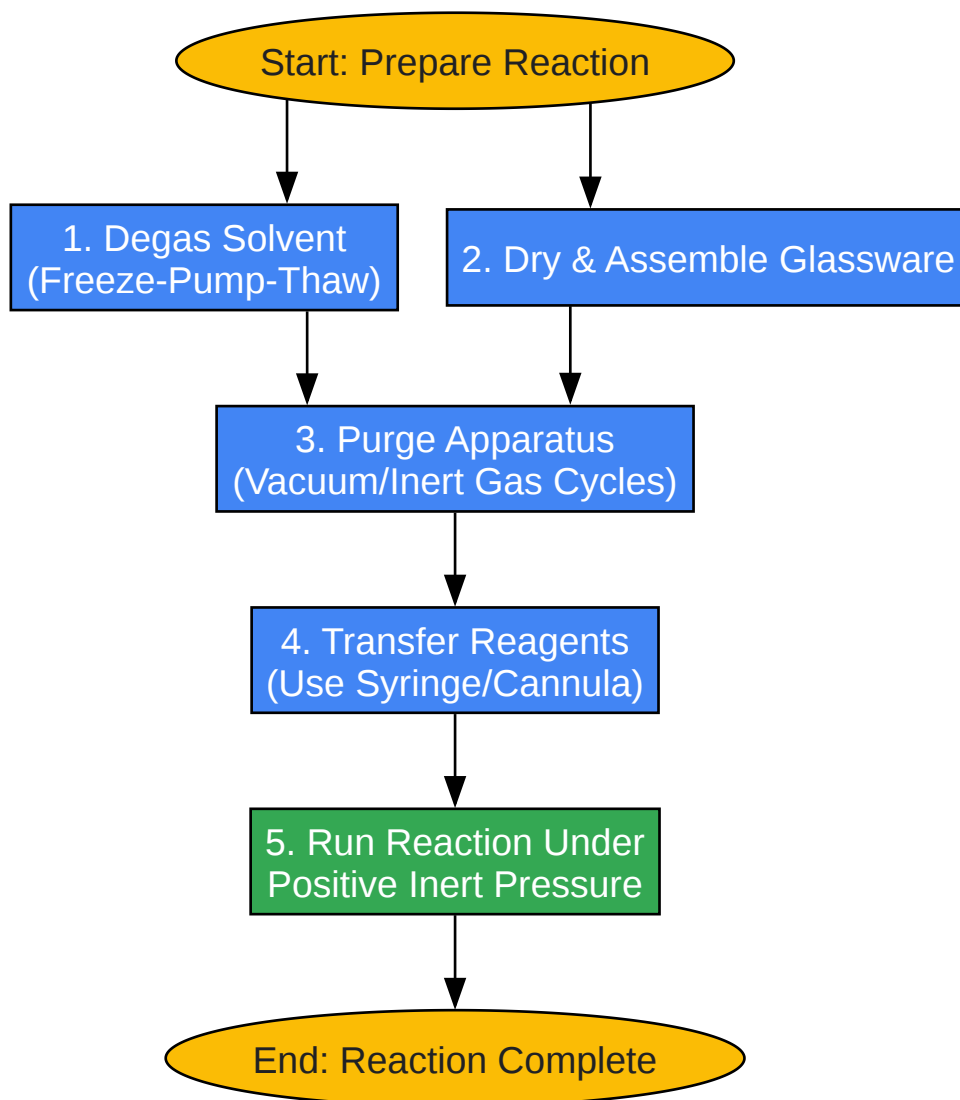 Start: Prepare Reaction
1. Degas Solvent
(Freeze-Pump-Thaw)
2. Dry & Assemble Glassware
3. Purge Apparatus
(Vacuum/Inert Gas Cycles)
4. Transfer Reagents
(Use Syringe/Cannula)
5. Run Reaction Under
Positive Inert Pressure
End: Reaction Complete